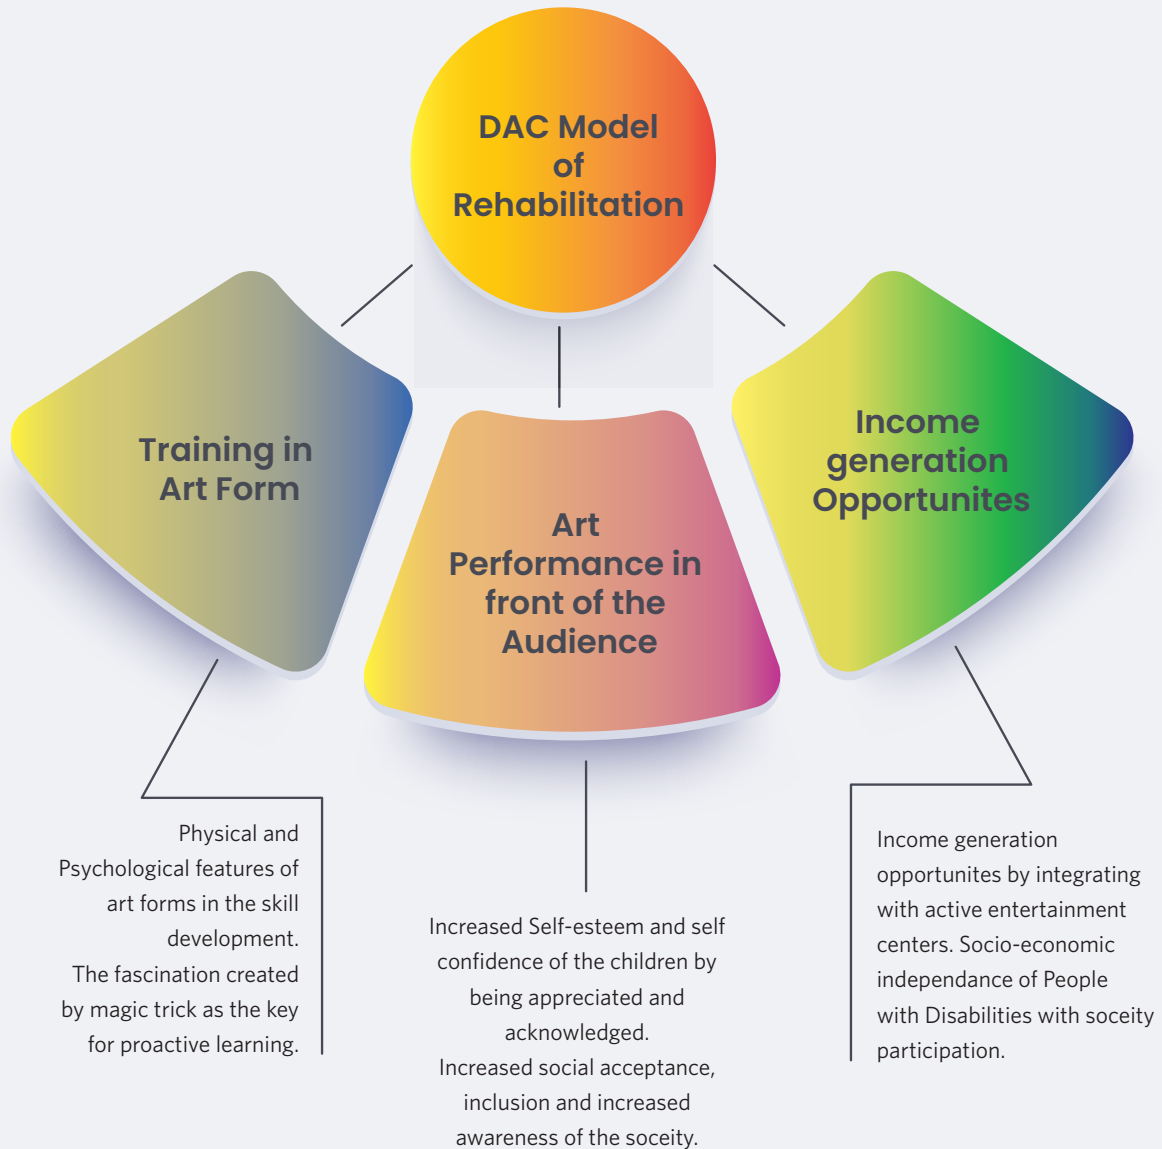 DAC Model
of
Rehabilitation
Training in
Art Form
Art
Performance in
front of the
Audience
Income
generation
Opportunites
Physical and
Psychological features of
art forms in the skill
development.
The fascination created
by magic trick as the key
for proactive learning.
Increased Self-esteem and self
confidence of the children by
being appreciated and
acknowledged.
Increased social acceptance,
inclusion and increased
awareness of the soceity.
Income generation
opportunites by integrating
with active entertainment
centers. Socio-economic
independance of People
with Disabilities with soceity
participation.